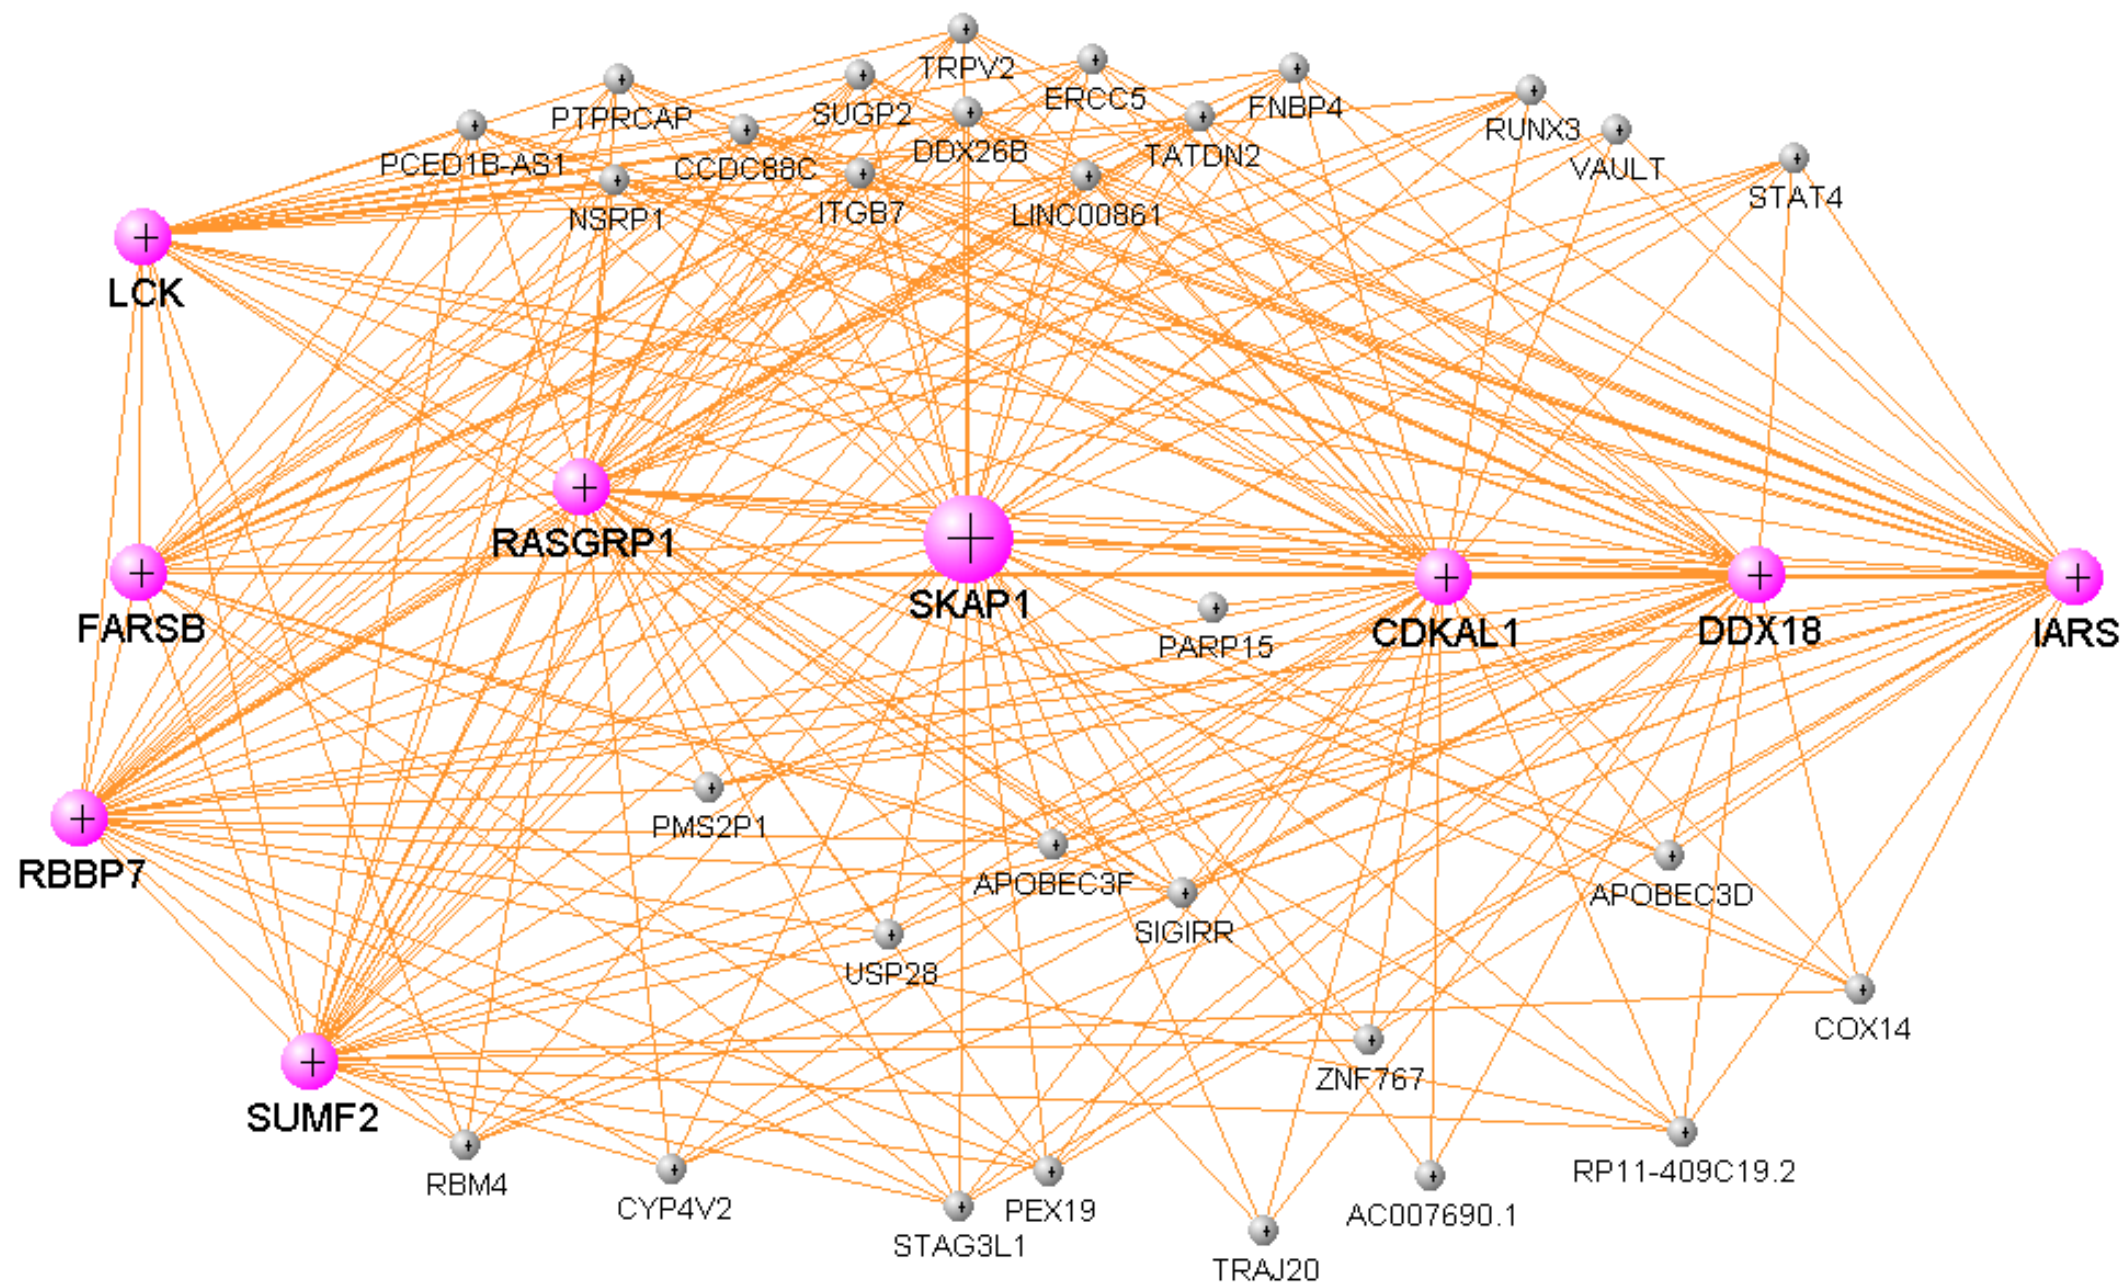 TRPV2
ERCC5
FNBP4
PTPRCAP
SUGP2
RUNX3
PCED1B-AS1
CCDC88C
DDX26B
TATDN2
VAULT
NSRP1
ITGB7
LINC00861
STAT4
LCK
RASGRP1
SKAP1
FARSB
PARP15
CDKAL1
DDX18
IARS
PMS2P1
RBBP7
APOBEC3F
APOBEC3D
SIGIRR
USP28
COX14
ZNF767
SUMF2
RBM4
CYP4V2
PEX19
RP11-409C19.2
STAG3L1
AC007690.1
TRAJ20